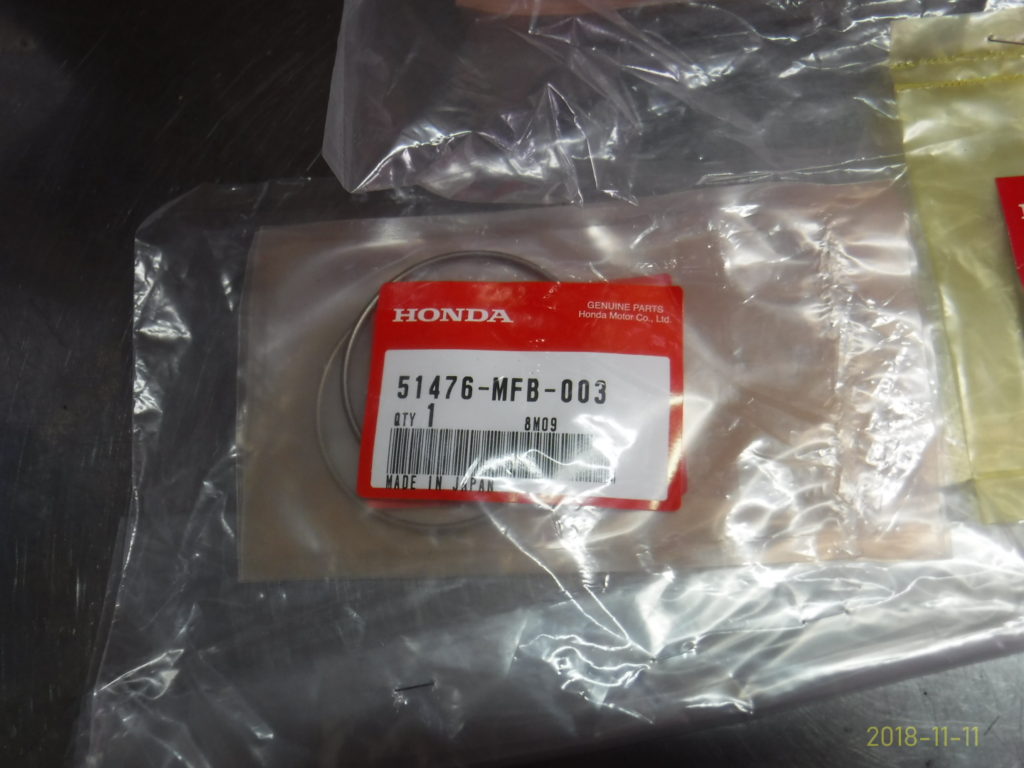 HONDA
GENUINE PARTS
Honda Motor Co., Ltd.
51476-MFB-003
QTY 1
8M09
MADE IN JAPAN
2018-11-11